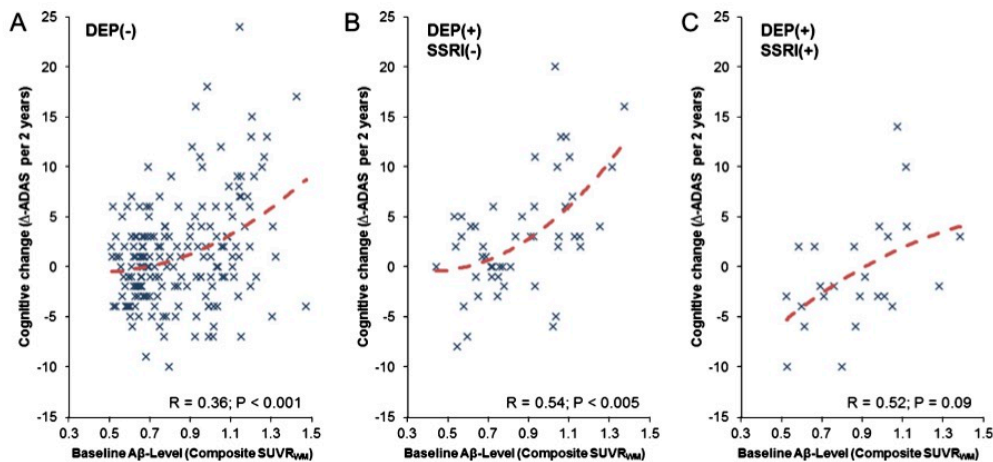 A
DEP(-)
Cognitive change (Δ-ADAS per 2 years)
25
20
15
10
5
0
-5
-10
-15
R = 0.36; P < 0.001
0.3 0.5 0.7 0.9 1.1 1.3 1.5
Baseline Aβ-Level (Composite SUVRWM)
B
DEP(+)
SSRI(-)
Cognitive change (Δ-ADAS per 2 years)
25
20
15
10
5
0
-5
-10
-15
R = 0.54; P < 0.005
0.3 0.5 0.7 0.9 1.1 1.3 1.5
Baseline Aβ-Level (Composite SUVRWM)
C
DEP(+)
SSRI(+)
Cognitive change (Δ-ADAS per 2 years)
25
20
15
10
5
0
-5
-10
-15
R = 0.52; P = 0.09
0.3 0.5 0.7 0.9 1.1 1.3 1.5
Baseline Aβ-Level (Composite SUVRWM)